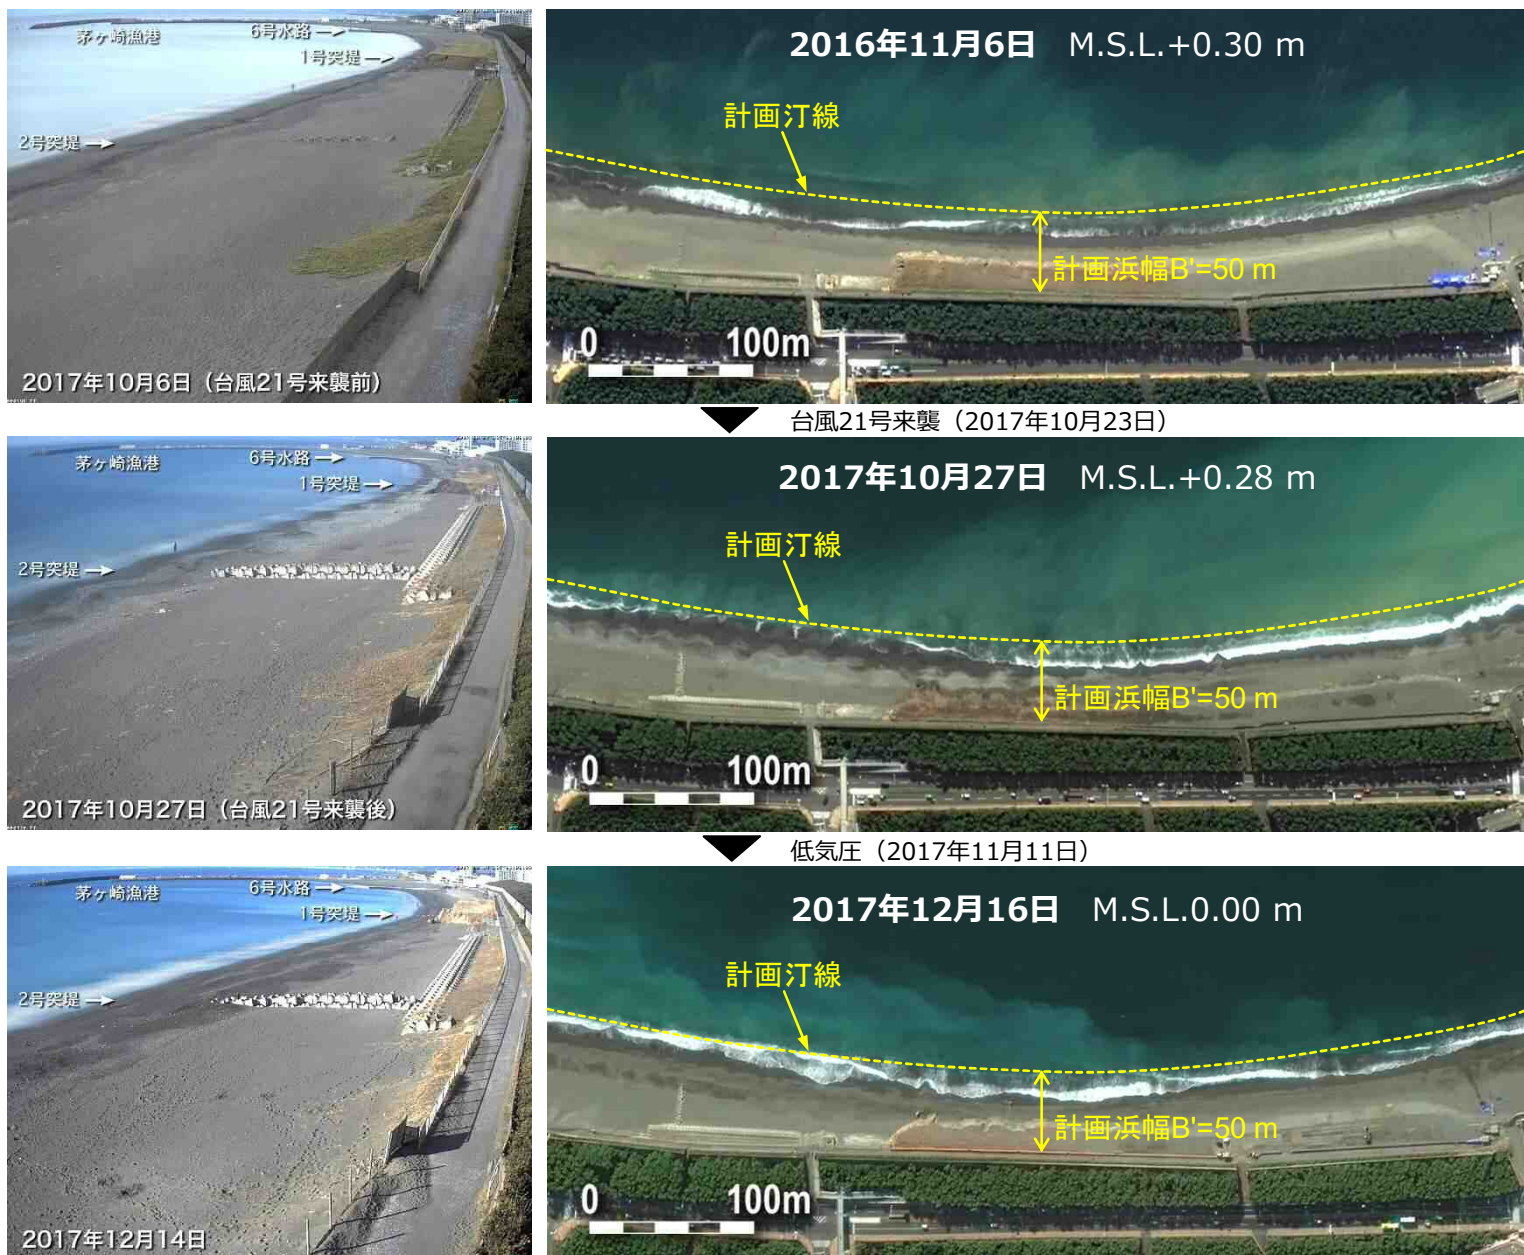 茅ヶ崎漁港
6号水路
1号突堤
2号突堤
2017年10月6日（台風21号来襲前）
2016年11月6日 M.S.L.+0.30 m
計画汀線
計画浜幅B'=50 m
0 100m
台風21号来襲（2017年10月23日）
茅ヶ崎漁港
6号水路
1号突堤
2号突堤
2017年10月27日（台風21号来襲後）
2017年10月27日 M.S.L.+0.28 m
計画汀線
計画浜幅B'=50 m
0 100m
低気圧（2017年11月11日）
茅ヶ崎漁港
6号水路
1号突堤
2号突堤
2017年12月14日
2017年12月16日 M.S.L.0.00 m
計画汀線
計画浜幅B'=50 m
0 100m